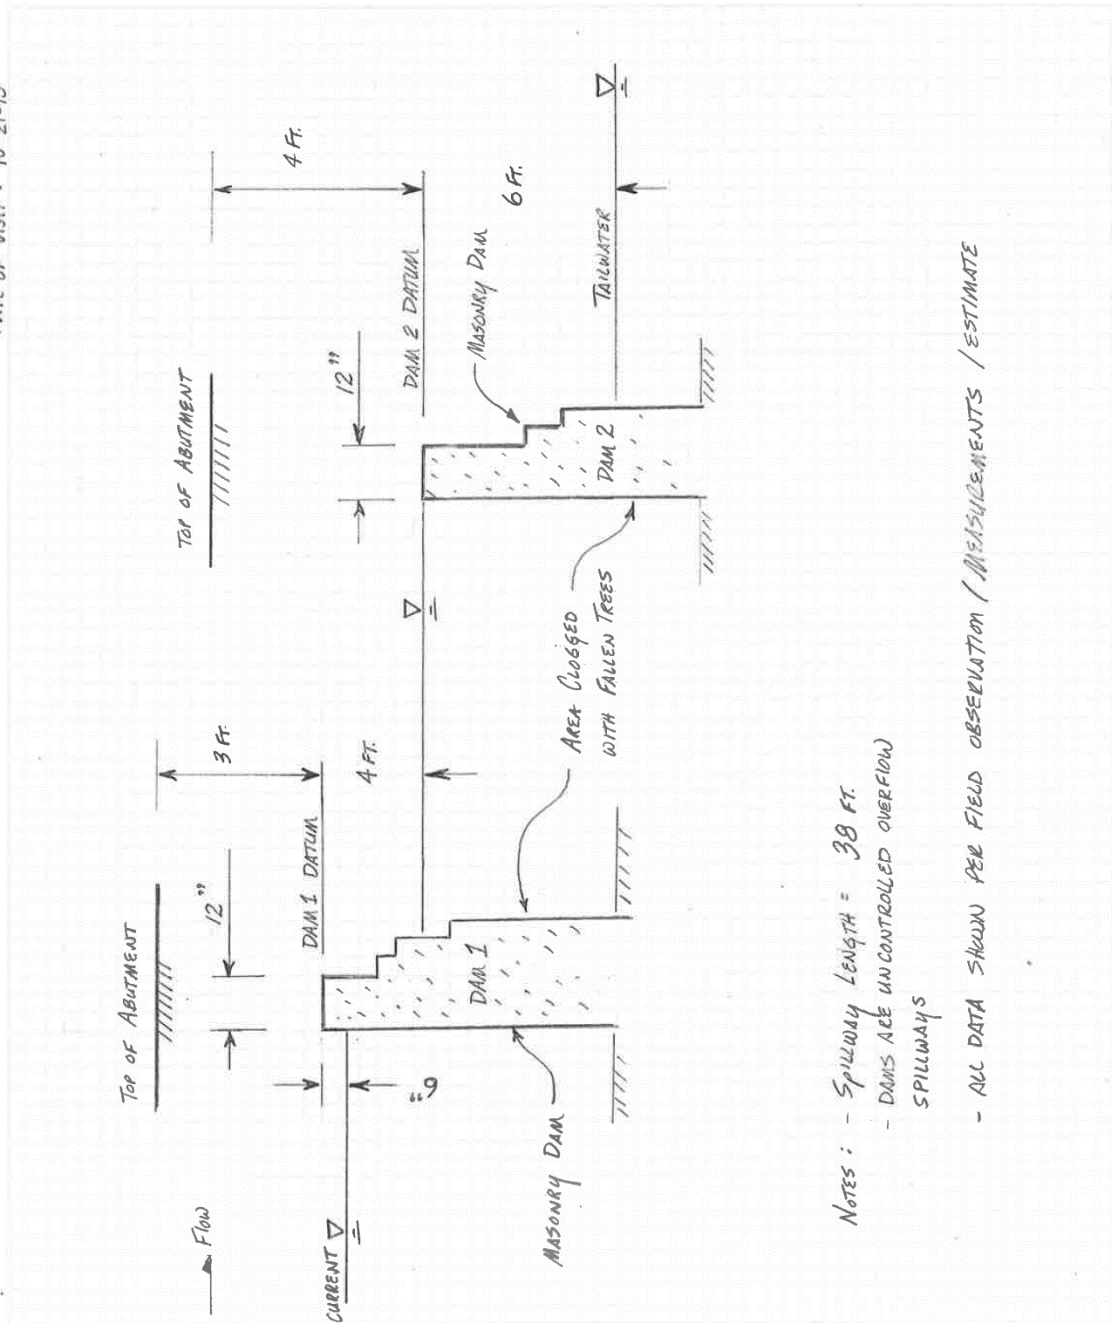 Flow
TOP OF ABUTMENT
12"
DAM 1 DATUM
3 FT.
4 FT.
CURRENT
6"
DAM 1
MASONRY DAM
AREA CLOGGED
WITH FALLEN TREES
TOP OF ABUTMENT
12"
DAM 2 DATUM
4 FT.
MASONRY DAM
6 FT.
TAILWATER
DAM 2
NOTES : - SPILLWAY LENGTH = 38 FT.
- DAMS ARE UNCONTROLLED OVERFLOW
SPILLWAYS
- ALL DATA SHOWN PER FIELD OBSERVATION / MEASUREMENTS / ESTIMATE